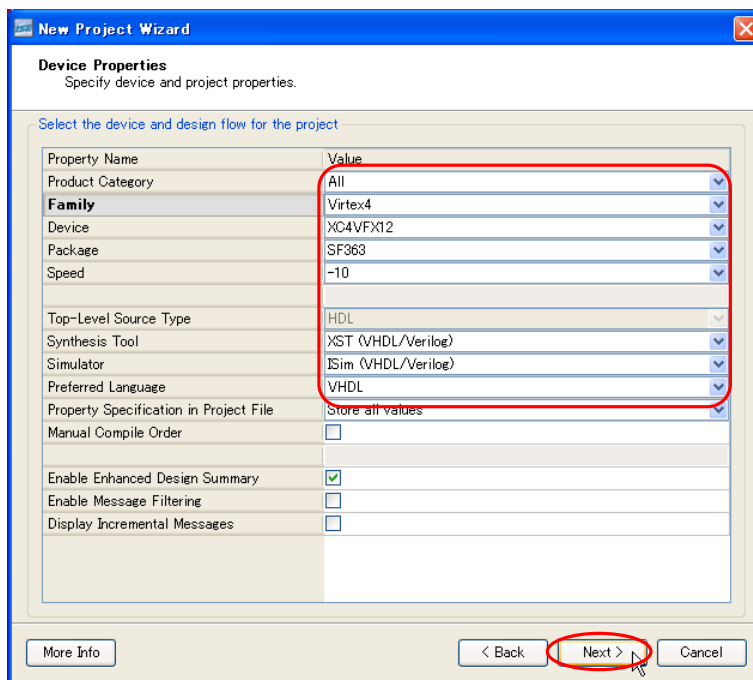 ISE New Project Wizard
Device Properties
Specify device and project properties.
Select the device and design flow for the project
Property Name Value
Product Category All
Family Virtex4
Device XC4VFX12
Package SF363
Speed -10
Top-Level Source Type HDL
Synthesis Tool XST (VHDL/Verilog)
Simulator ISim (VHDL/Verilog)
Preferred Language VHDL
Property Specification in Project File Store all values
Manual Compile Order
Enable Enhanced Design Summary
Enable Message Filtering
Display Incremental Messages
More Info < Back Next > Cancel